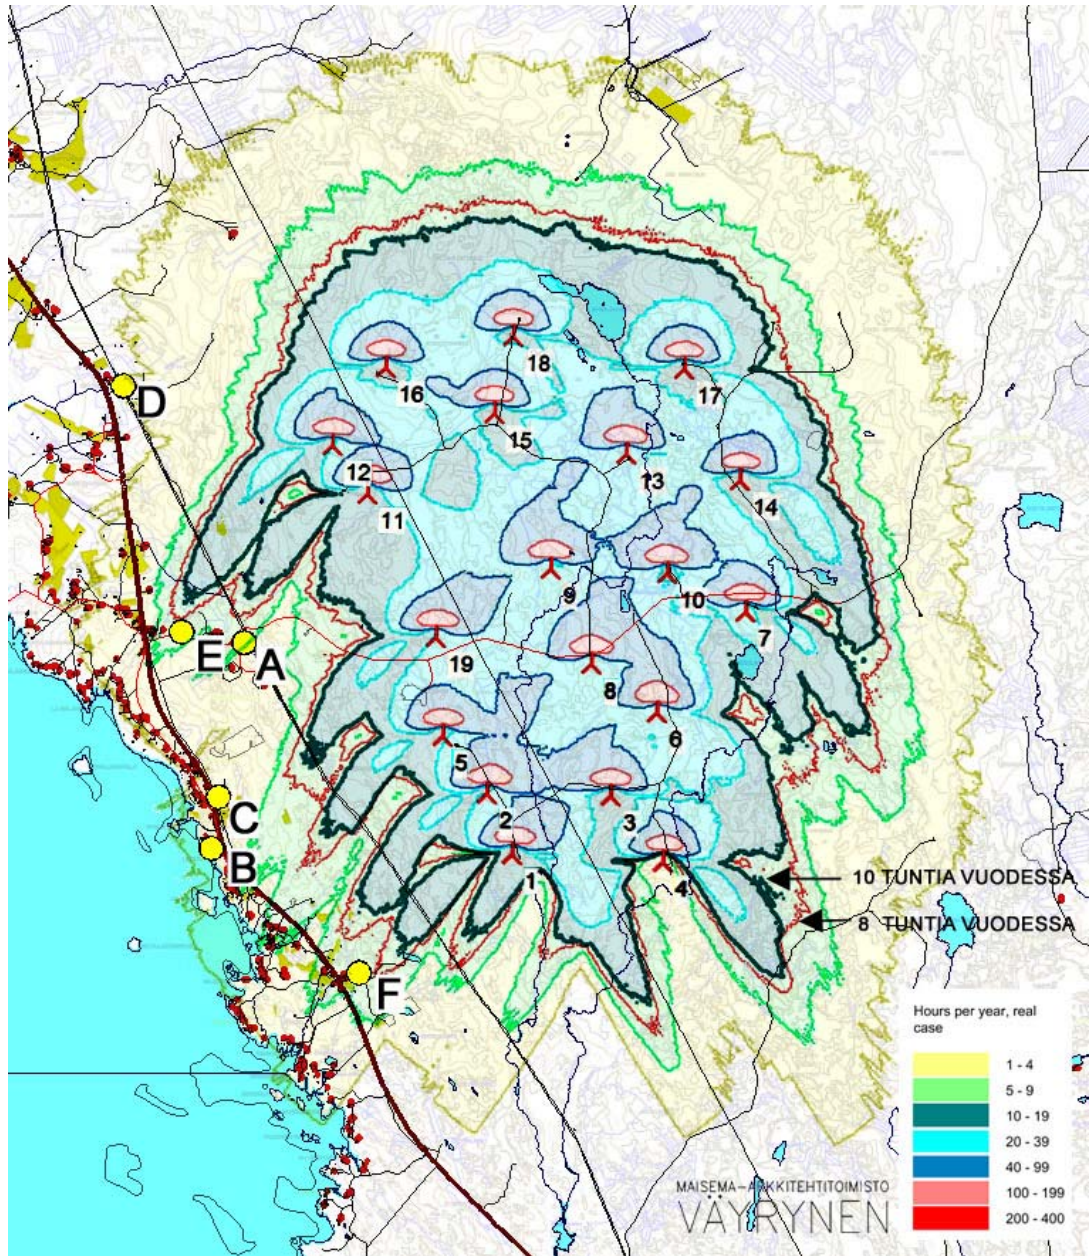 18
16
17
15
12
13
11
14
D
9
10
7
E
A
19
8
6
5
C
2
3
B
1
4
10 TUNTIA VUODESSA
8 TUNTIA VUODESSA
F
Hours per year, real
case
1 - 4
5 - 9
10 - 19
20 - 39
40 - 99
100 - 199
200 - 400
MAISEMA-ARKKITEHTITOIMISTO
VÄYRYNEN